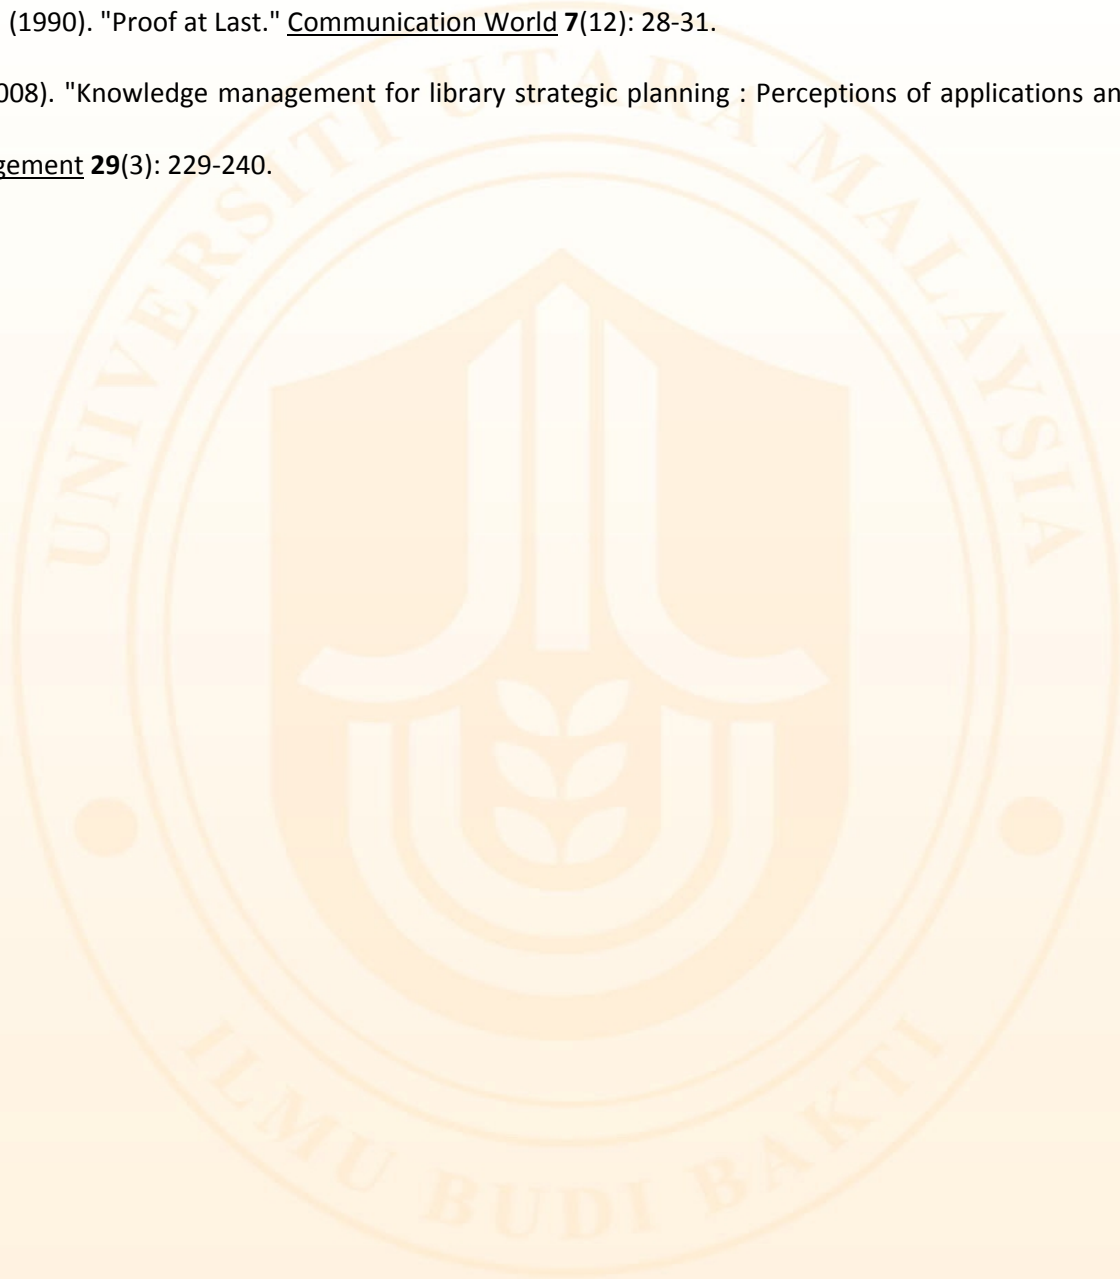 (1990). "Proof at Last." Communication World 7(12): 28-31.
008). "Knowledge management for library strategic planning : Perceptions of applications an
gement 29(3): 229-240.
UNIVERSITI UTARA MALAYSIA
ILMU BUDI BAKTI